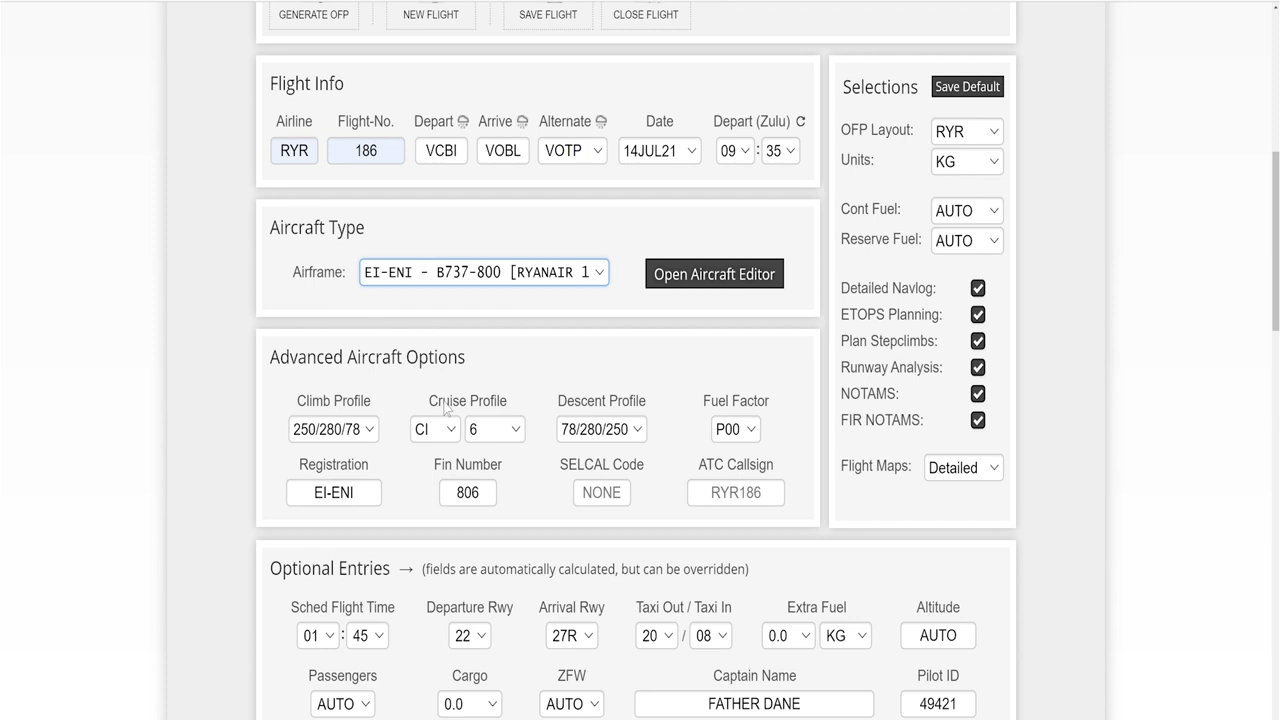 GENERATE OFP NEW FLIGHT SAVE FLIGHT CLOSE FLIGHT
Flight Info
Airline Flight-No. Depart Arrive Alternate Date Depart (Zulu)
RYR 186 VCBI VOBL VOTP 14JUL21 09 : 35
Aircraft Type
Airframe: EI-ENI - B737-800 [RYANAIR 1 Open Aircraft Editor
Advanced Aircraft Options
Climb Profile Cruise Profile Descent Profile Fuel Factor
250/280/78 CI 6 78/280/250 P00
Registration Fin Number SELCAL Code ATC Callsign
EI-ENI 806 NONE RYR186
Selections Save Default
OFP Layout: RYR
Units: KG
Cont Fuel: AUTO
Reserve Fuel: AUTO
Detailed Navlog:
ETOPS Planning:
Plan Stepclimbs:
Runway Analysis:
NOTAMS:
FIR NOTAMS:
Flight Maps: Detailed
Optional Entries → (fields are automatically calculated, but can be overridden)
Sched Flight Time Departure Rwy Arrival Rwy Taxi Out / Taxi In Extra Fuel Altitude
01 : 45 22 27R 20 / 08 0.0 KG AUTO
Passengers Cargo ZFW Captain Name Pilot ID
AUTO 0.0 AUTO FATHER DANE 49421